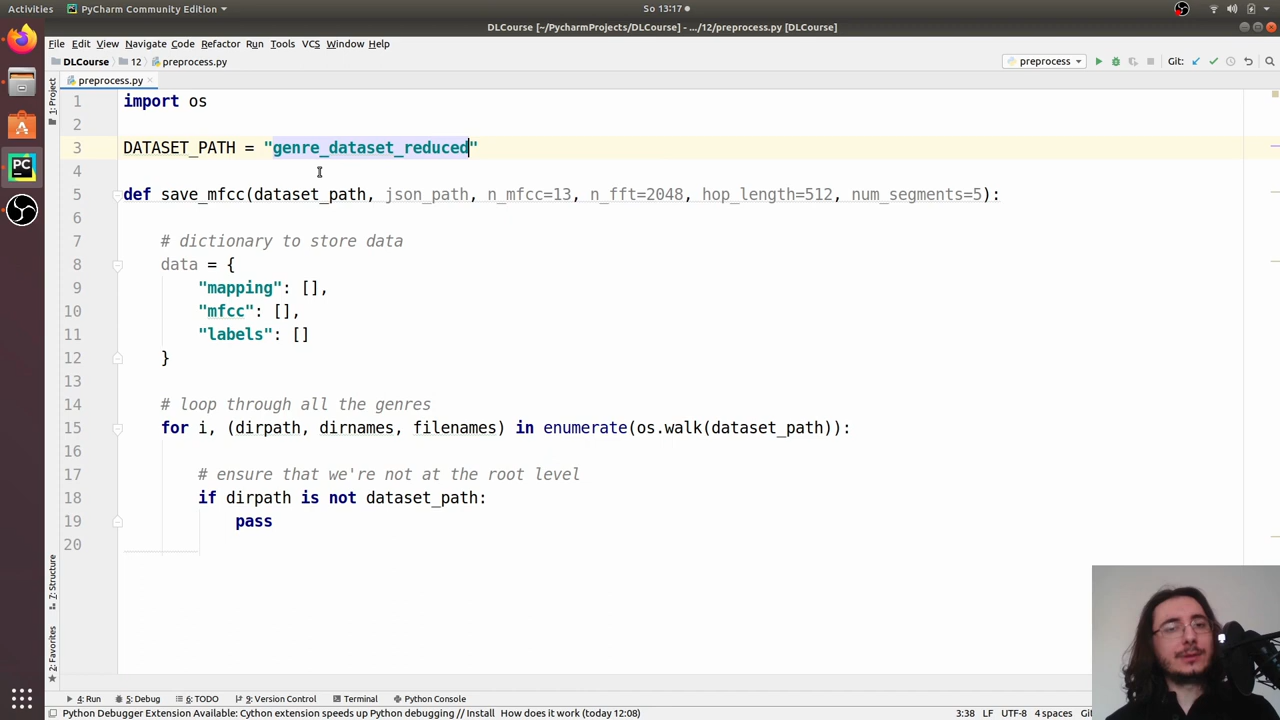 Activities
PyCharm Community Edition
So 13:17
DLCourse [~/PycharmProjects/DLCourse] - .../12/preprocess.py [DLCourse]
File Edit View Navigate Code Refactor Run Tools VCS Window Help
DLCourse 12 preprocess.py
preprocess
Git:
preprocess.py
1: Project
1 import os
2
3 DATASET_PATH = "genre_dataset_reduced"
4
5 def save_mfcc(dataset_path, json_path, n_mfcc=13, n_fft=2048, hop_length=512, num_segments=5):
6
7 # dictionary to store data
8 data = {
9 "mapping": [],
10 "mfcc": [],
11 "labels": []
12 }
13
14 # loop through all the genres
15 for i, (dirpath, dirnames, filenames) in enumerate(os.walk(dataset_path)):
16
17 # ensure that we're not at the root level
18 if dirpath is not dataset_path:
19 pass
20
7: Structure
2: Favorites
4: Run 5: Debug 6: TODO 9: Version Control Terminal Python Console
Python Debugger Extension Available: Cython extension speeds up Python debugging // Install How does it work (today 12:08)
3:38 LF UTF-8 4 spaces Git